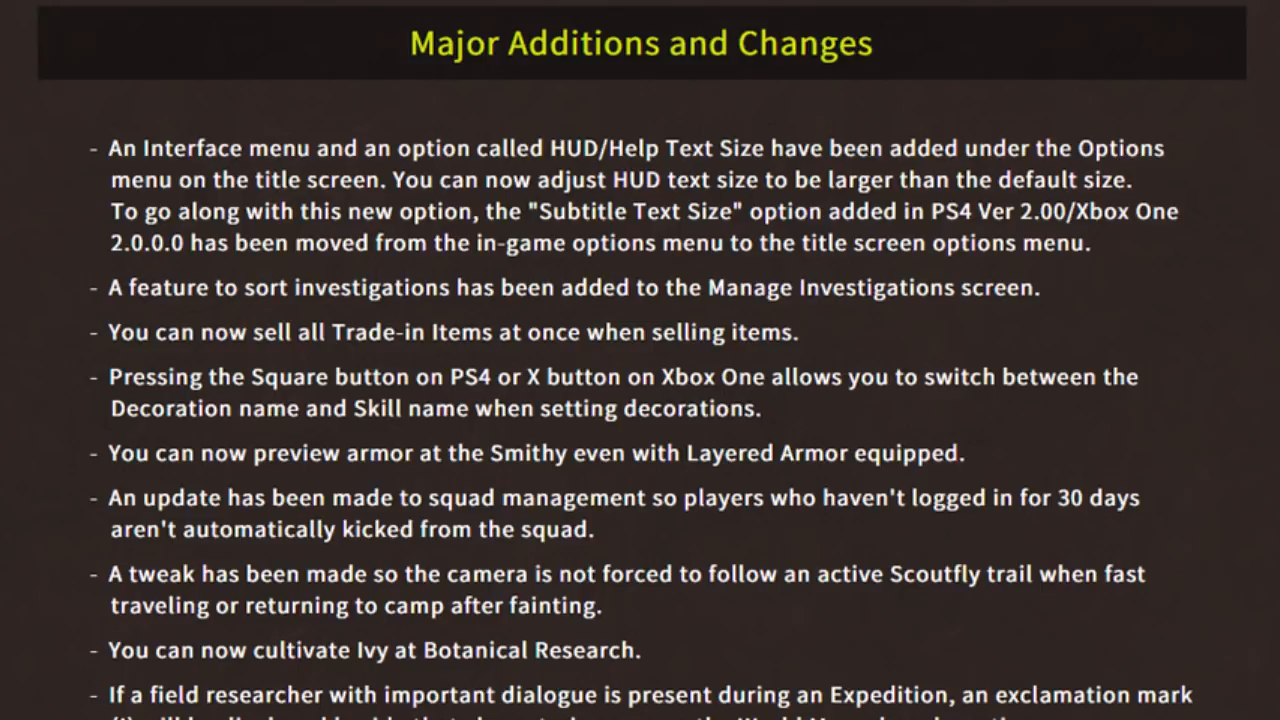 Major Additions and Changes
- An Interface menu and an option called HUD/Help Text Size have been added under the Options
menu on the title screen. You can now adjust HUD text size to be larger than the default size.
To go along with this new option, the "Subtitle Text Size" option added in PS4 Ver 2.00/Xbox One
2.0.0.0 has been moved from the in-game options menu to the title screen options menu.
- A feature to sort investigations has been added to the Manage Investigations screen.
- You can now sell all Trade-in Items at once when selling items.
- Pressing the Square button on PS4 or X button on Xbox One allows you to switch between the
Decoration name and Skill name when setting decorations.
- You can now preview armor at the Smithy even with Layered Armor equipped.
- An update has been made to squad management so players who haven't logged in for 30 days
aren't automatically kicked from the squad.
- A tweak has been made so the camera is not forced to follow an active Scoutfly trail when fast
traveling or returning to camp after fainting.
- You can now cultivate Ivy at Botanical Research.
- If a field researcher with important dialogue is present during an Expedition, an exclamation mark